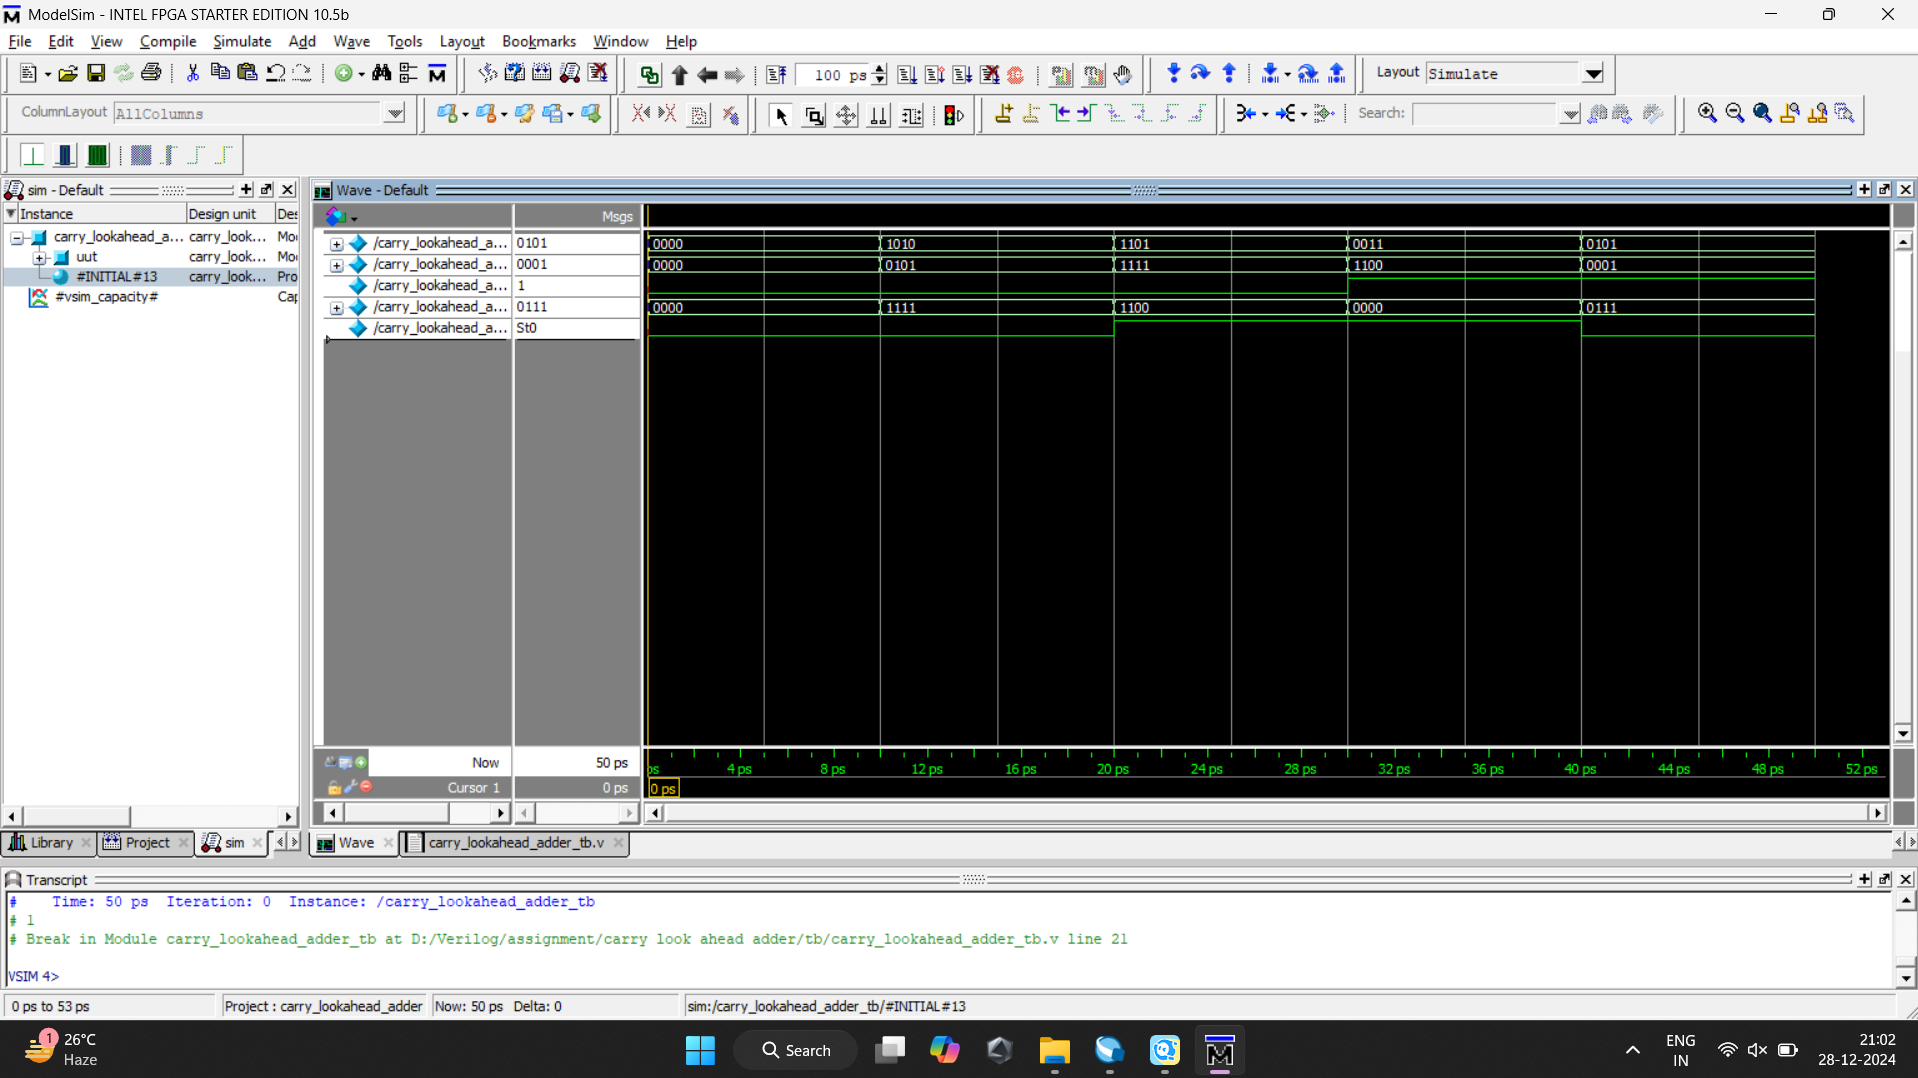 ModelSim - INTEL FPGA STARTER EDITION 10.5b
File Edit View Compile Simulate Add Wave Tools Layout Bookmarks Window Help
100 ps
Layout Simulate
ColumnLayout AllColumns
Search:
sim - Default
Wave - Default
Instance Design unit Des
Msgs
carry_lookahead_a... carry_look... Mo
uut carry_look... Mo
#INITIAL#13 carry_look... Pro
#vsim_capacity# Cap
/carry_lookahead_a... 0101 0000 1010 1101 0011 0101
/carry_lookahead_a... 0001 0000 0101 1111 1100 0001
/carry_lookahead_a... 1
/carry_lookahead_a... 0111 0000 1111 1100 0000 0111
/carry_lookahead_a... St0
Now 50 ps
ps 4 ps 8 ps 12 ps 16 ps 20 ps 24 ps 28 ps 32 ps 36 ps 40 ps 44 ps 48 ps 52 ps
Cursor 1 0 ps 0 ps
Library Project sim Wave carry_lookahead_adder_tb.v
Transcript
# Time: 50 ps Iteration: 0 Instance: /carry_lookahead_adder_tb
# 1
# Break in Module carry_lookahead_adder_tb at D:/Verilog/assignment/carry look ahead adder/tb/carry_lookahead_adder_tb.v line 21
VSIM 4>
0 ps to 53 ps Project : carry_lookahead_adder Now: 50 ps Delta: 0 sim:/carry_lookahead_adder_tb/#INITIAL#13
1
26°C
Haze
Search
ENG
IN
21:02
28-12-2024